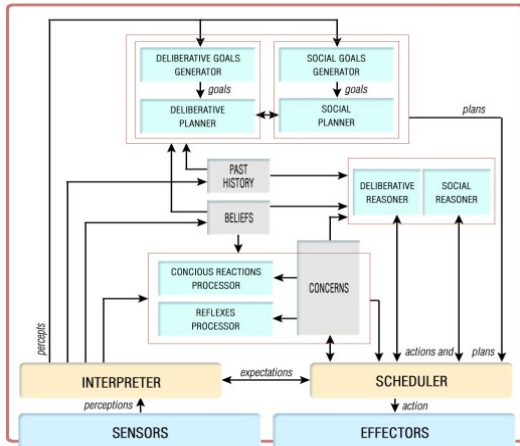 DELIBERATIVE GOALS
GENERATOR
SOCIAL GOALS
GENERATOR
goals
goals
DELIBERATIVE
PLANNER
SOCIAL
PLANNER
plans
PAST
HISTORY
DELIBERATIVE
REASONER
SOCIAL
REASONER
BELIEFS
CONCIOUS REACTIONS
PROCESSOR
CONCERNS
REFLEXES
PROCESSOR
percepts
actions and
plans
INTERPRETER
expectations
SCHEDULER
perceptions
action
SENSORS
EFFECTORS